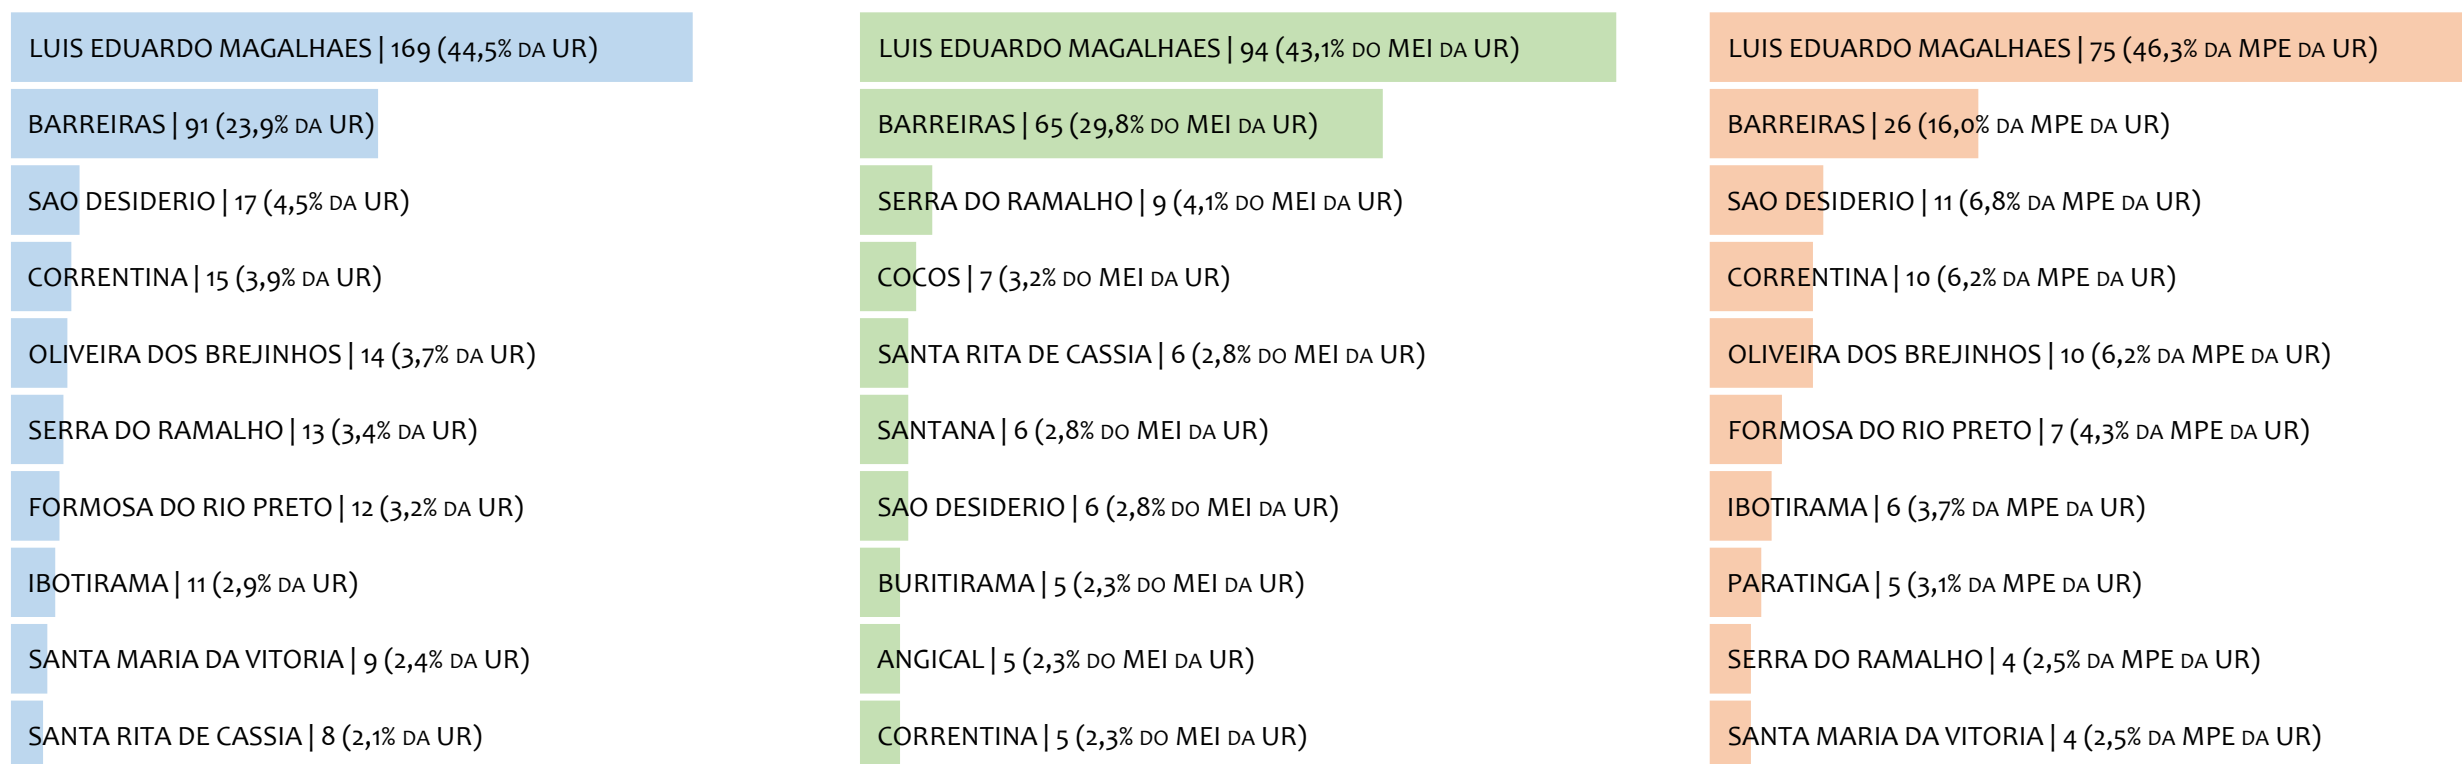 LUIS EDUARDO MAGALHAES | 169 (44,5% DA UR)
BARREIRAS | 91 (23,9% DA UR)
SAO DESIDERIO | 17 (4,5% DA UR)
CORRENTINA | 15 (3,9% DA UR)
OLIVEIRA DOS BREJINHOS | 14 (3,7% DA UR)
SERRA DO RAMALHO | 13 (3,4% DA UR)
FORMOSA DO RIO PRETO | 12 (3,2% DA UR)
IBOTIRAMA | 11 (2,9% DA UR)
SANTA MARIA DA VITORIA | 9 (2,4% DA UR)
SANTA RITA DE CASSIA | 8 (2,1% DA UR)
LUIS EDUARDO MAGALHAES | 94 (43,1% DO MEI DA UR)
BARREIRAS | 65 (29,8% DO MEI DA UR)
SERRA DO RAMALHO | 9 (4,1% DO MEI DA UR)
COCOS | 7 (3,2% DO MEI DA UR)
SANTA RITA DE CASSIA | 6 (2,8% DO MEI DA UR)
SANTANA | 6 (2,8% DO MEI DA UR)
SAO DESIDERIO | 6 (2,8% DO MEI DA UR)
BURITIRAMA | 5 (2,3% DO MEI DA UR)
ANGICAL | 5 (2,3% DO MEI DA UR)
CORRENTINA | 5 (2,3% DO MEI DA UR)
LUIS EDUARDO MAGALHAES | 75 (46,3% DA MPE DA UR)
BARREIRAS | 26 (16,0% DA MPE DA UR)
SAO DESIDERIO | 11 (6,8% DA MPE DA UR)
CORRENTINA | 10 (6,2% DA MPE DA UR)
OLIVEIRA DOS BREJINHOS | 10 (6,2% DA MPE DA UR)
FORMOSA DO RIO PRETO | 7 (4,3% DA MPE DA UR)
IBOTIRAMA | 6 (3,7% DA MPE DA UR)
PARATINGA | 5 (3,1% DA MPE DA UR)
SERRA DO RAMALHO | 4 (2,5% DA MPE DA UR)
SANTA MARIA DA VITORIA | 4 (2,5% DA MPE DA UR)